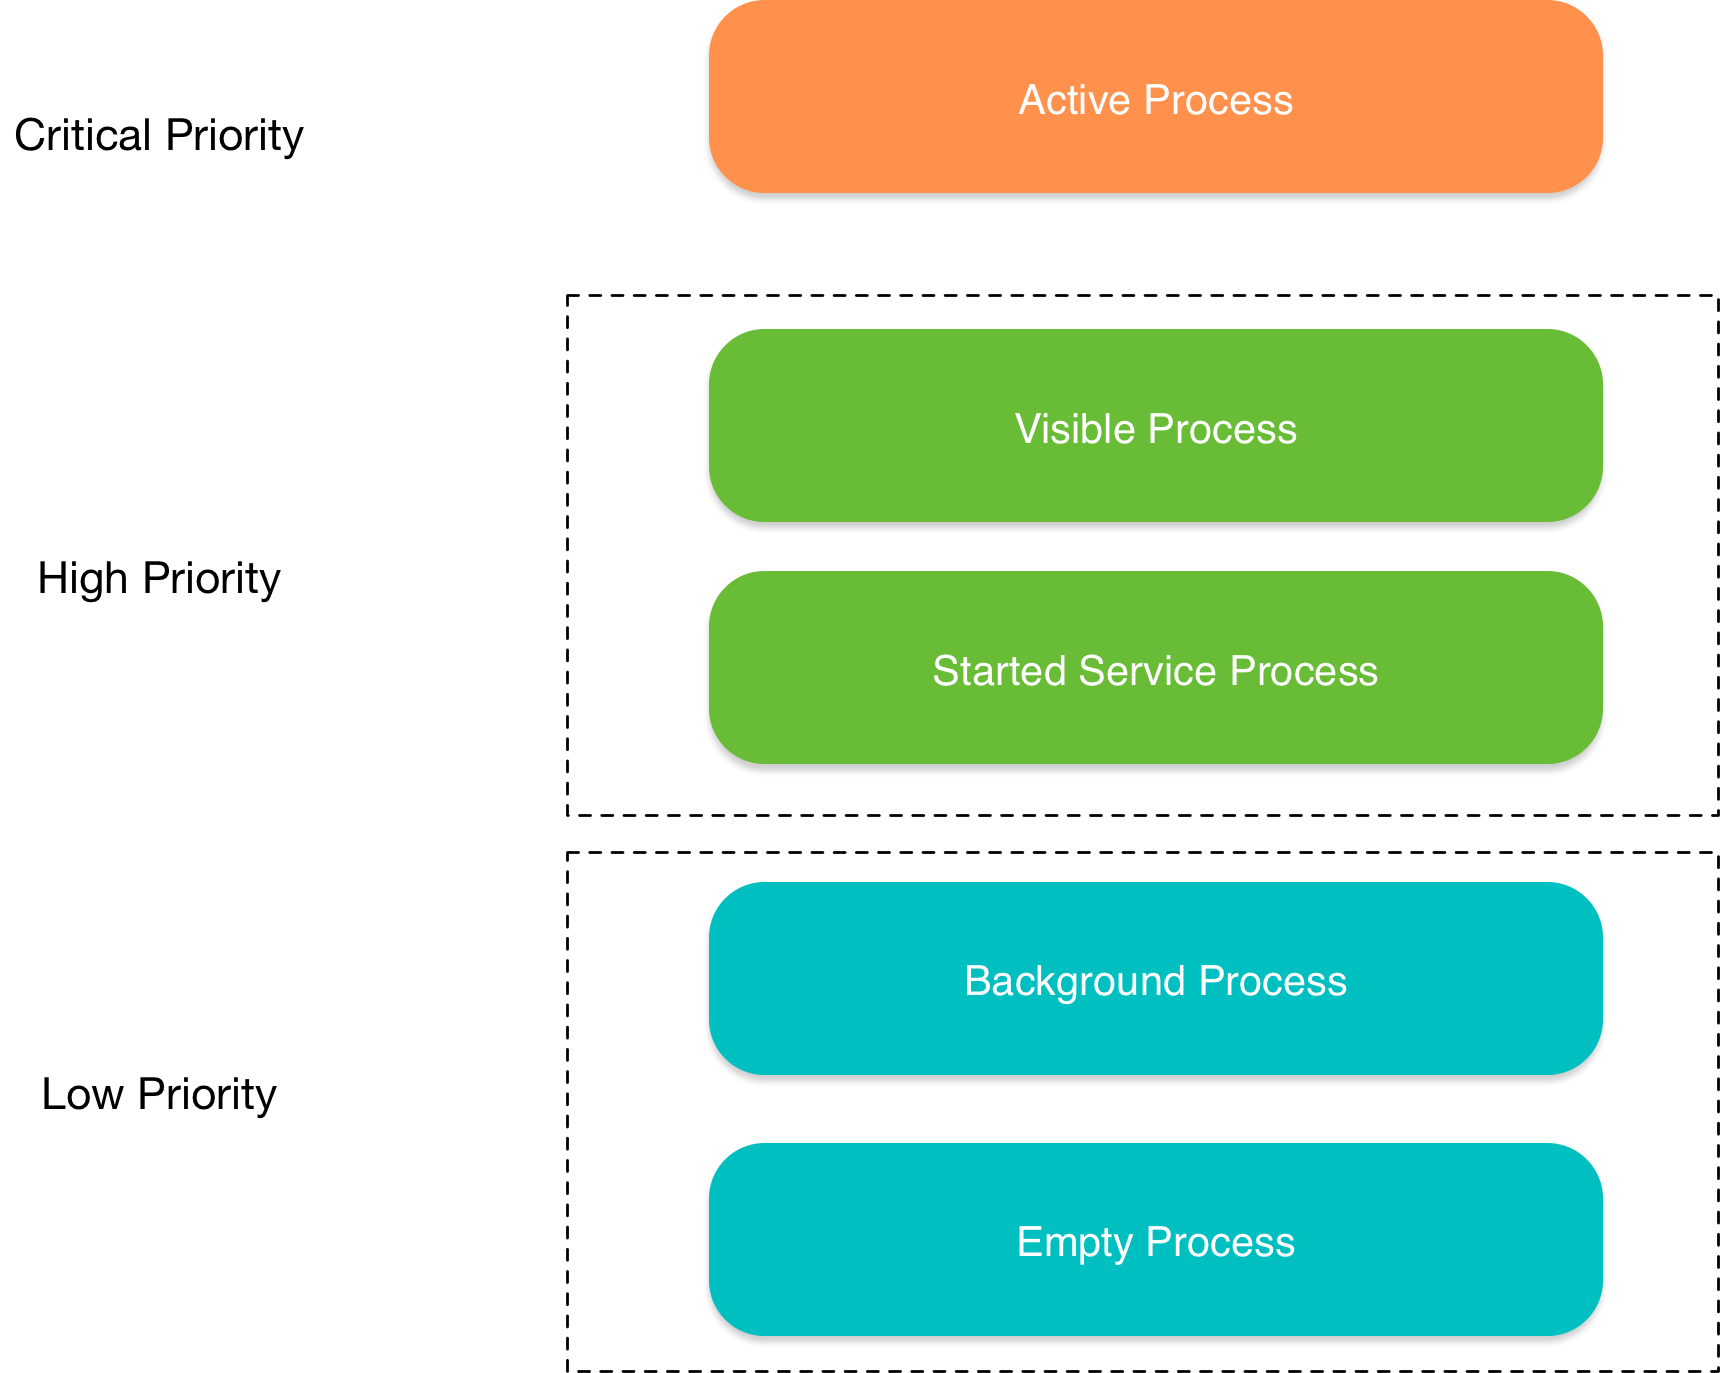 Active Process
Critical Priority
Visible Process
High Priority
Started Service Process
Background Process
Low Priority
Empty Process